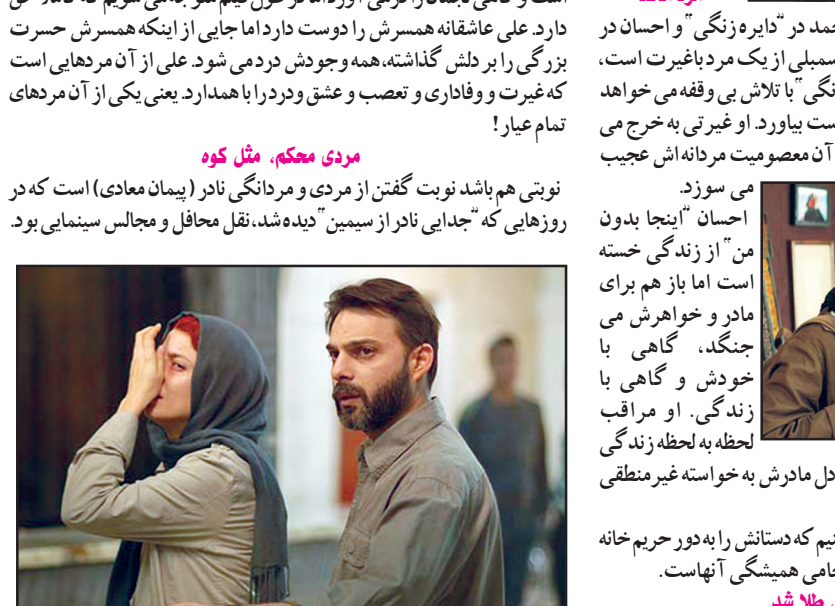 حمد در "دایره زنگی" و احسان در
سمبلی از یک مرد باغیرت است،
نگی" با تلاش بی وقفه می خواهد
ست بیاورد. او غیرتی به خرج می
آن معصومیت مردانه اش عجیب
می سوزد.
احسان "اینجا بدون
من" از زندگی خسته
است اما باز هم برای
مادر و خواهرش می
جنگد، گاهی با
خودش و گاهی با
زندگی. او مراقب
لحظه به لحظه زندگی
دل مادرش به خواسته غیر منطقی
نیم که دستانش را به دور حریم خانه
حامی همیشگی آنهاست.
طلا شد
دارد. علی عاشقانه همسرش را دوست دارد اما جایی از اینکه همسرش حسرت
بزرگی را بر دلش گذاشته، همه وجودش درد می شود. علی از آن مردهایی است
که غیرت و وفاداری و تعصب و عشق و درد را با هم دارد. یعنی یکی از آن مردهای
تمام عیار!
مردی محکم، مثل کوه
نوبتی هم باشد نوبت گفتن از مردی و مردانگی نادر (پیمان معادی) است که در
روزهایی که "جدایی نادر از سیمین" دیده شد، نقل محافل و مجالس سینمایی بود.